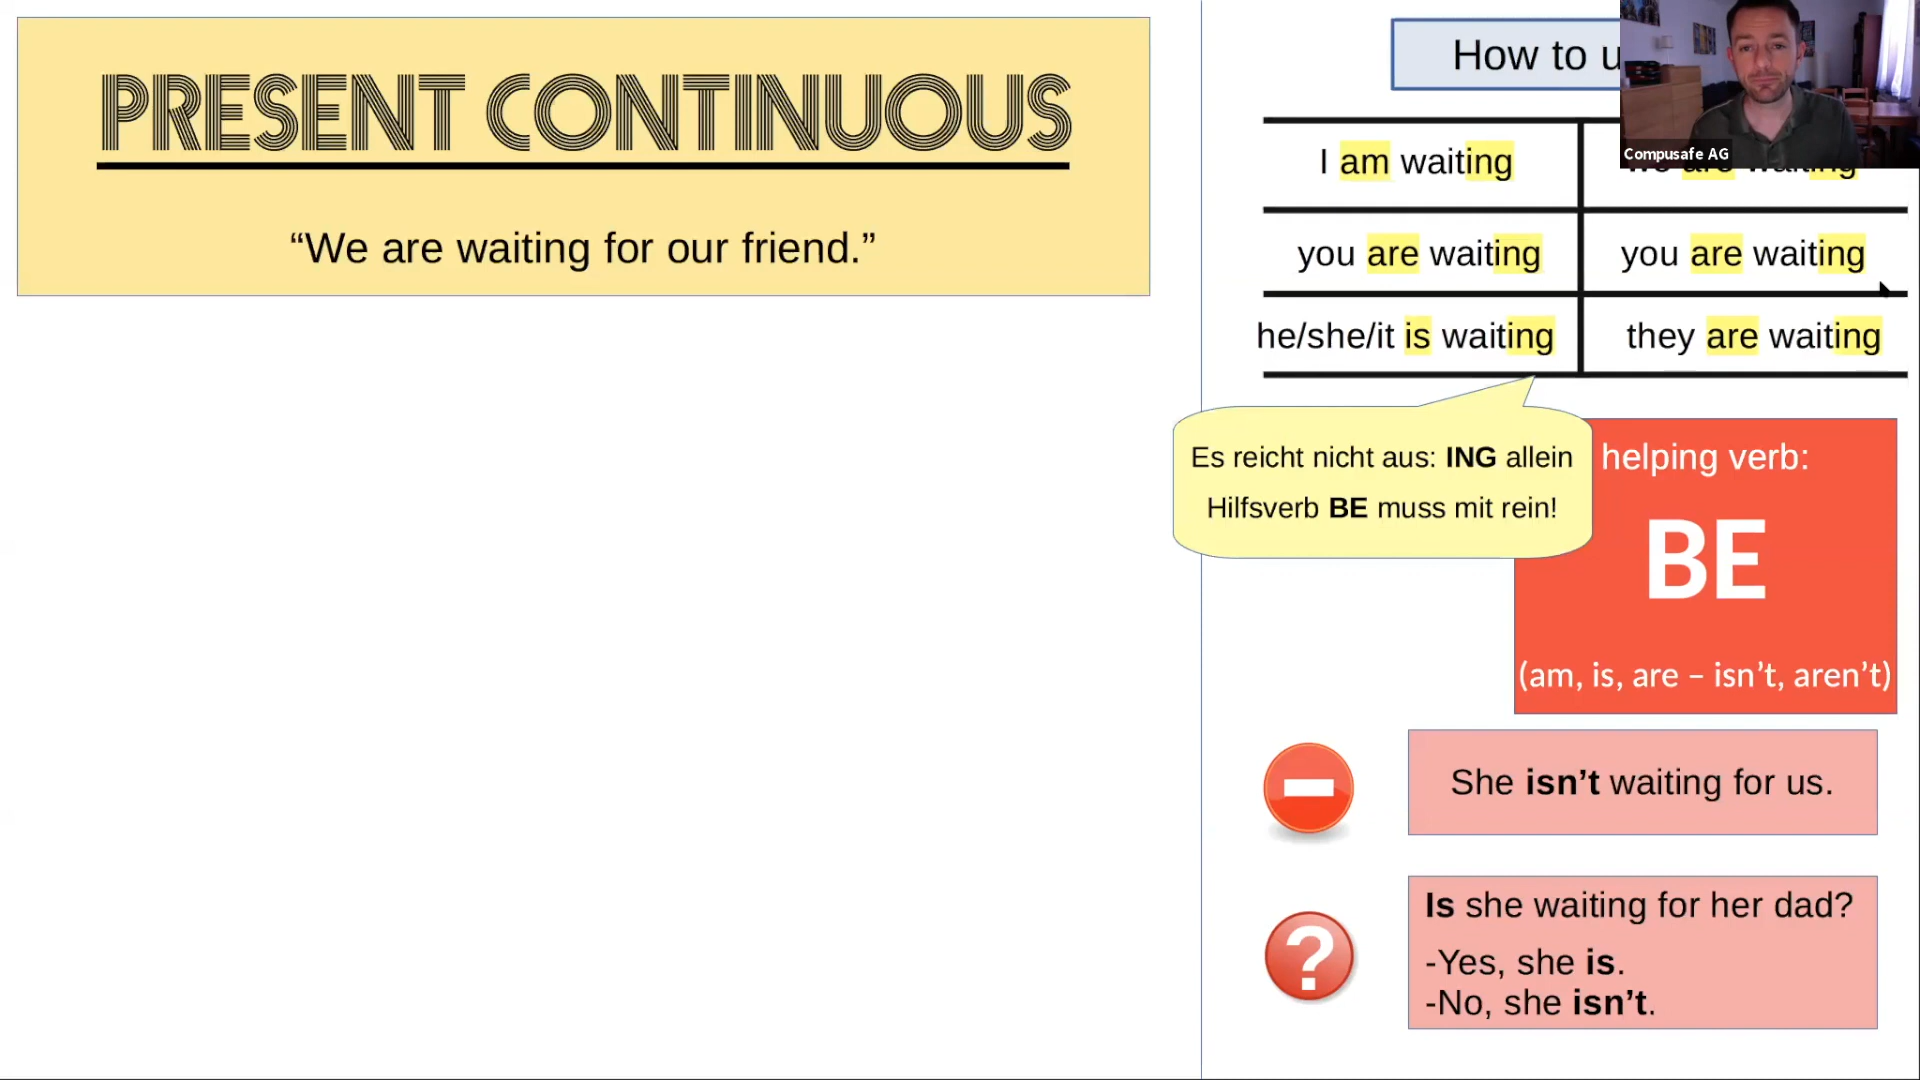 PRESENT CONTINUOUS
“We are waiting for our friend.”
How to u
Compusafe AG
I am waiting
we are waiting
you are waiting
you are waiting
he/she/it is waiting
they are waiting
Es reicht nicht aus: ING allein
Hilfsverb BE muss mit rein!
helping verb:
BE
(am, is, are – isn’t, aren’t)
She isn’t waiting for us.
Is she waiting for her dad?
-Yes, she is.
-No, she isn’t.